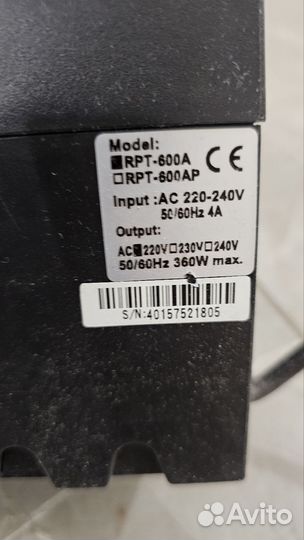 Model:
■RPT-600A CE
□RPT-600AP
Input :AC 220-240V
50/60Hz 4A
Output:
AC■220V□230V□240V
50/60Hz 360W max.
S/N:40157521805
Avito